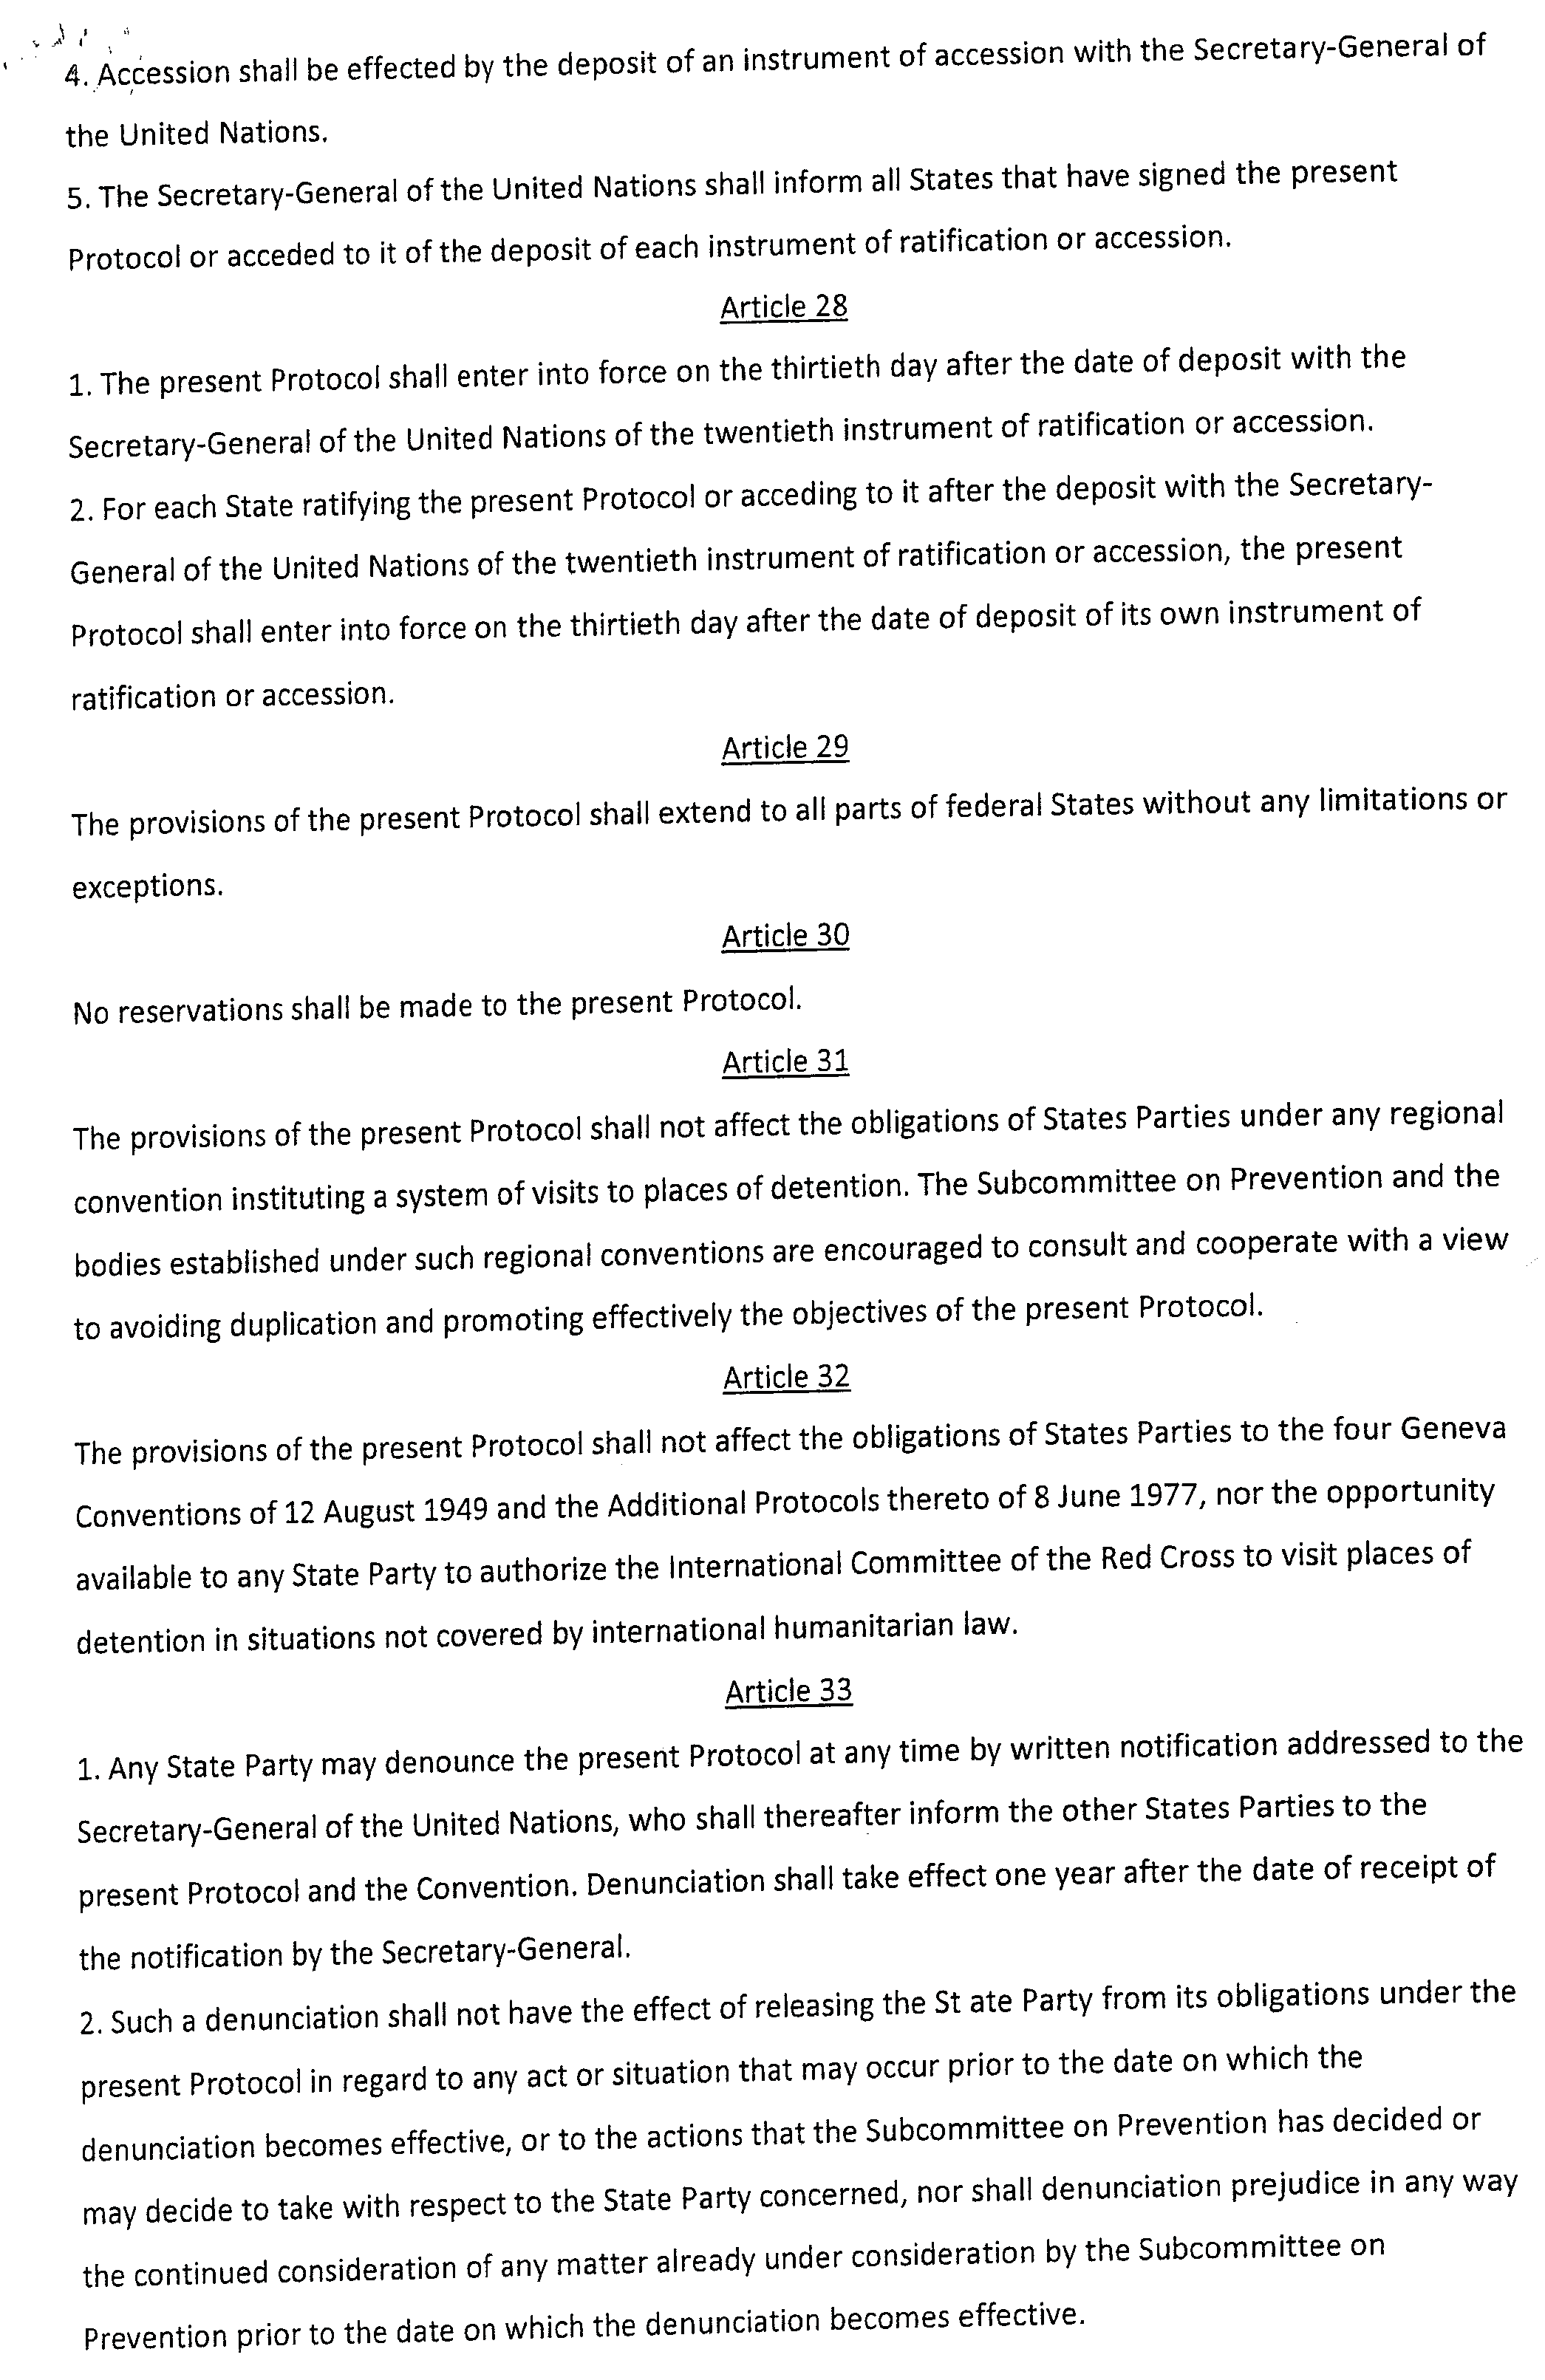 4. Accession shall be effected by the deposit of an instrument of accession with the Secretary-General of
the United Nations.
5. The Secretary-General of the United Nations shall inform all States that have signed the present
Protocol or acceded to it of the deposit of each instrument of ratification or accession.
Article 28
1. The present Protocol shall enter into force on the thirtieth day after the date of deposit with the
Secretary-General of the United Nations of the twentieth instrument of ratification or accession.
2. For each State ratifying the present Protocol or acceding to it after the deposit with the Secretary-
General of the United Nations of the twentieth instrument of ratification or accession, the present
Protocol shall enter into force on the thirtieth day after the date of deposit of its own instrument of
ratification or accession.
Article 29
The provisions of the present Protocol shall extend to all parts of federal States without any limitations or
exceptions.
Article 30
No reservations shall be made to the present Protocol.
Article 31
The provisions of the present Protocol shall not affect the obligations of States Parties under any regional
convention instituting a system of visits to places of detention. The Subcommittee on Prevention and the
bodies established under such regional conventions are encouraged to consult and cooperate with a view
to avoiding duplication and promoting effectively the objectives of the present Protocol.
Article 32
The provisions of the present Protocol shall not affect the obligations of States Parties to the four Geneva
Conventions of 12 August 1949 and the Additional Protocols thereto of 8 June 1977, nor the opportunity
available to any State Party to authorize the International Committee of the Red Cross to visit places of
detention in situations not covered by international humanitarian law.
Article 33
1. Any State Party may denounce the present Protocol at any time by written notification addressed to the
Secretary-General of the United Nations, who shall thereafter inform the other States Parties to the
present Protocol and the Convention. Denunciation shall take effect one year after the date of receipt of
the notification by the Secretary-General.
2. Such a denunciation shall not have the effect of releasing the St ate Party from its obligations under the
present Protocol in regard to any act or situation that may occur prior to the date on which the
denunciation becomes effective, or to the actions that the Subcommittee on Prevention has decided or
may decide to take with respect to the State Party concerned, nor shall denunciation prejudice in any way
the continued consideration of any matter already under consideration by the Subcommittee on
Prevention prior to the date on which the denunciation becomes effective.